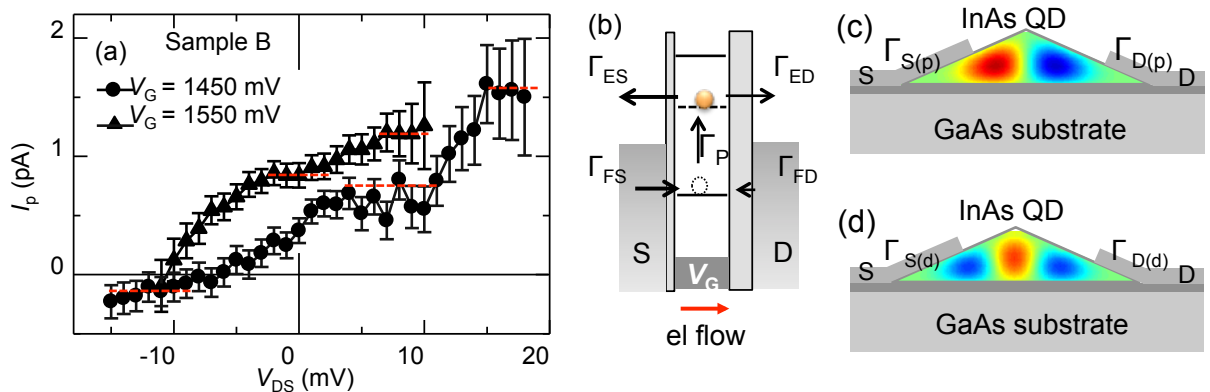 (a)
Sample B
V_G = 1450 mV
V_G = 1550 mV
I_p (pA)
2
1
0
-10
0
10
20
V_DS (mV)
(b)
Γ_ES
Γ_ED
Γ_P
Γ_FS
Γ_FD
S
V_G
D
el flow
(c)
InAs QD
Γ_S(p)
Γ_D(p)
S
D
GaAs substrate
(d)
InAs QD
Γ_S(d)
Γ_D(d)
S
D
GaAs substrate